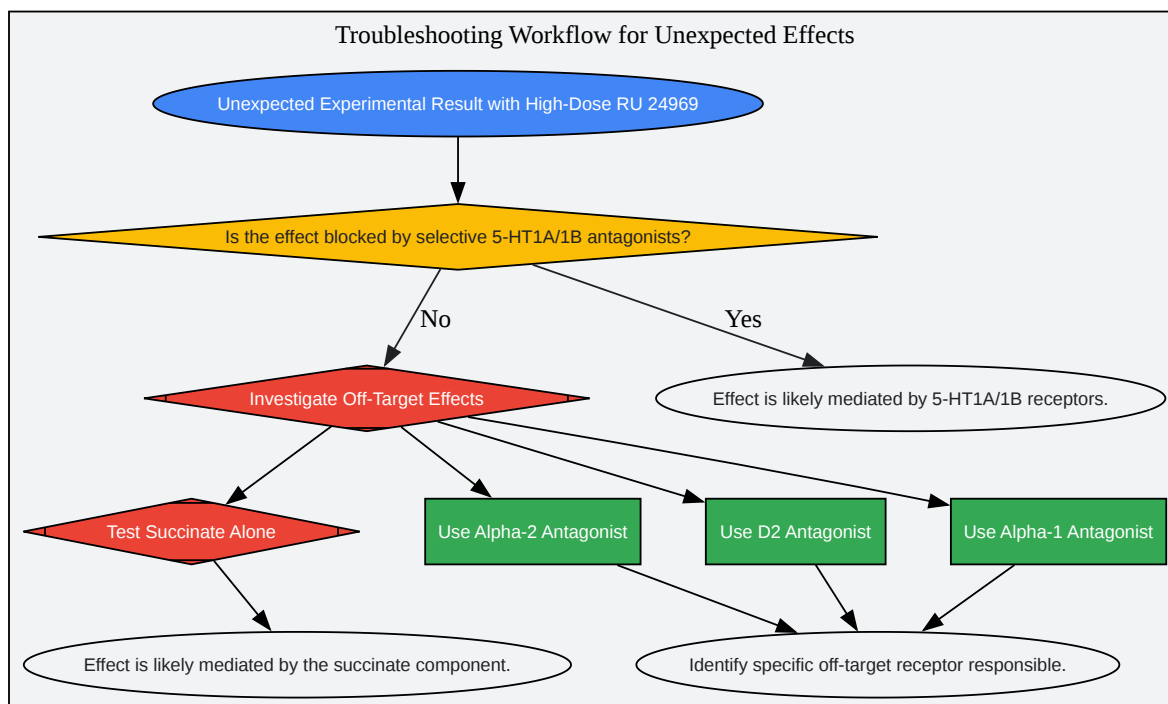 Troubleshooting Workflow for Unexpected Effects
Unexpected Experimental Result with High-Dose RU 24969
Is the effect blocked by selective 5-HT1A/1B antagonists?
No
Yes
Investigate Off-Target Effects
Effect is likely mediated by 5-HT1A/1B receptors.
Test Succinate Alone
Use Alpha-2 Antagonist
Use D2 Antagonist
Use Alpha-1 Antagonist
Effect is likely mediated by the succinate component.
Identify specific off-target receptor responsible.